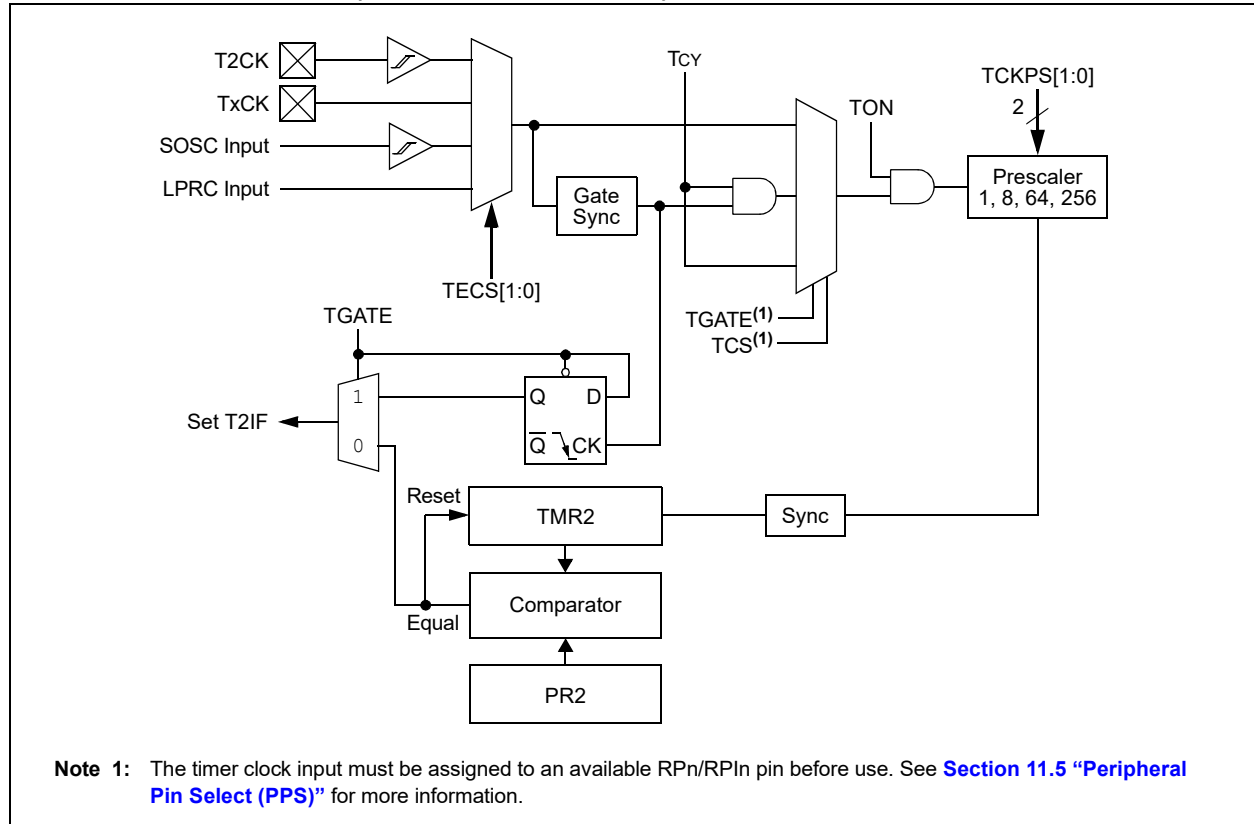 T2CK
TxCK
SOSC Input
LPRC Input
TECS[1:0]
Gate
Sync
TCY
TON
TCKPS[1:0]
2
Prescaler
1, 8, 64, 256
TGATE(1)
TCS(1)
TGATE
1
0
Set T2IF
Q D
Q CK
Reset
TMR2
Sync
Comparator
Equal
PR2
Note 1: The timer clock input must be assigned to an available RPn/RPIn pin before use. See Section 11.5 “Peripheral
Pin Select (PPS)” for more information.